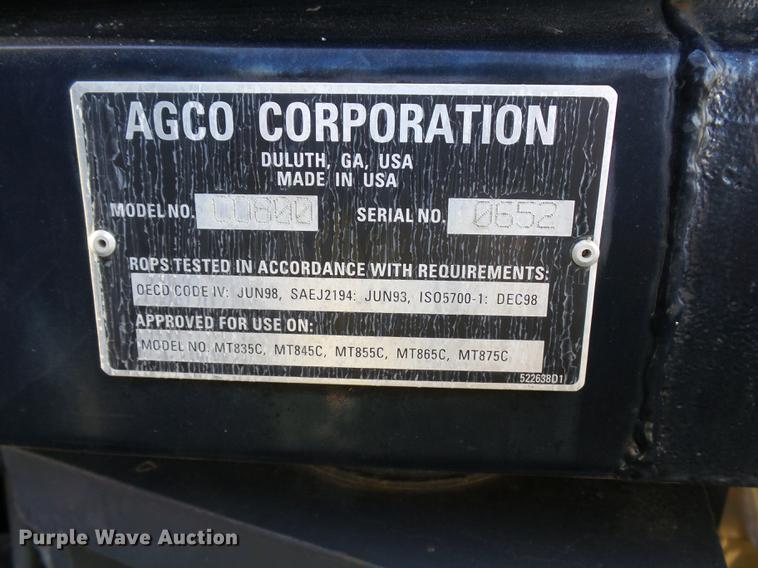 AGCO CORPORATION
DULUTH, GA, USA
MADE IN USA
MODEL NO. SERIAL NO. 0652
ROPS TESTED IN ACCORDANCE WITH REQUIREMENTS:
OECD CODE IV: JUN98, SAEJ2194: JUN93, ISO5700-1: DEC98
APPROVED FOR USE ON:
MODEL NO. MT835C, MT845C, MT855C, MT865C, MT875C
522638D1
Purple Wave Auction